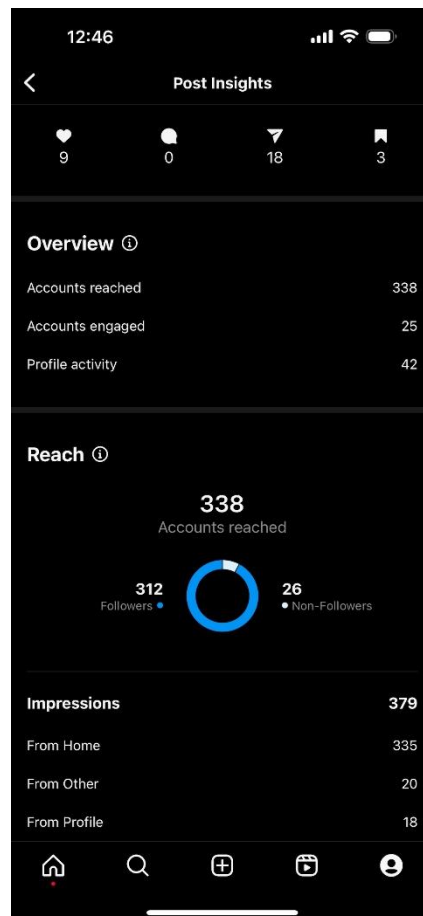 12:46
Post Insights
9 0 18 3
Overview
Accounts reached 338
Accounts engaged 25
Profile activity 42
Reach
338
Accounts reached
312 26
Followers Non-Followers
Impressions 379
From Home 335
From Other 20
From Profile 18